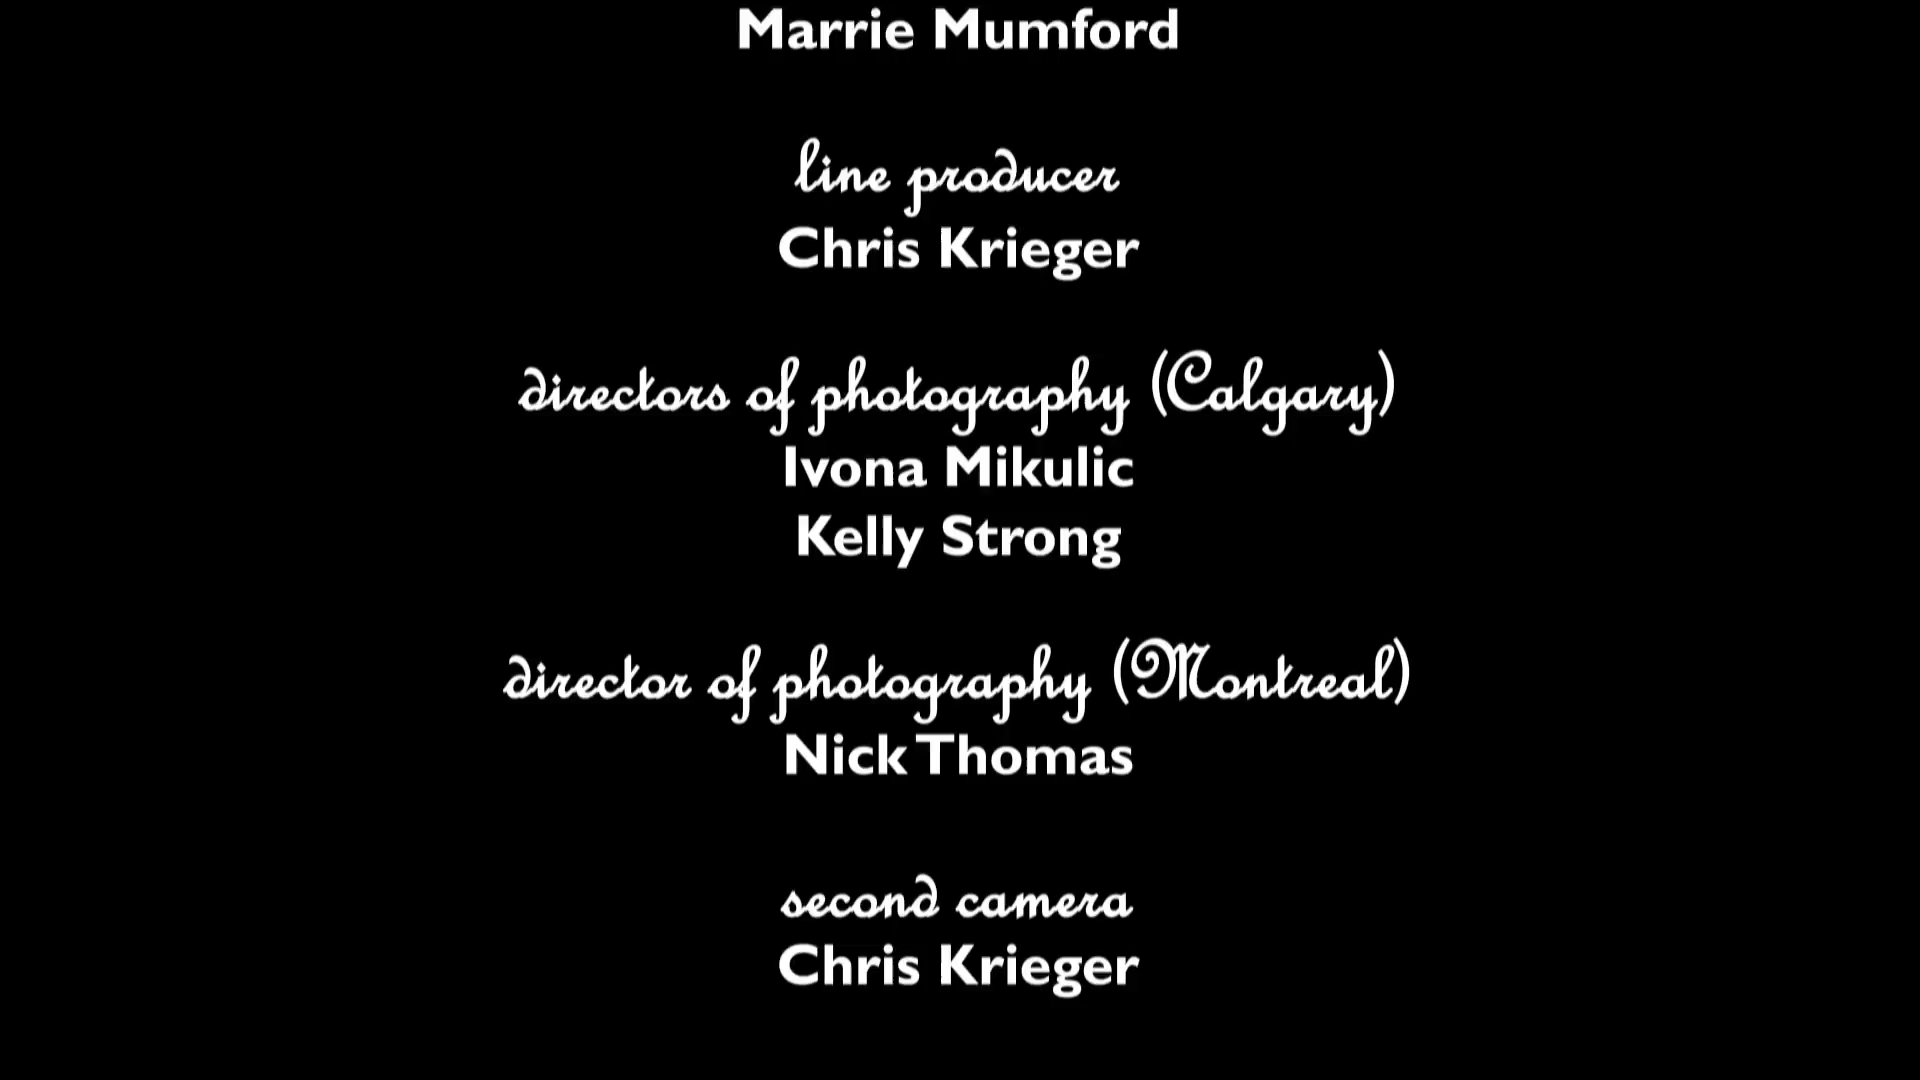 Marrie Mumford
line producer
Chris Krieger
directors of photography (Calgary)
Ivona Mikulic
Kelly Strong
director of photography (Montreal)
Nick Thomas
second camera
Chris Krieger